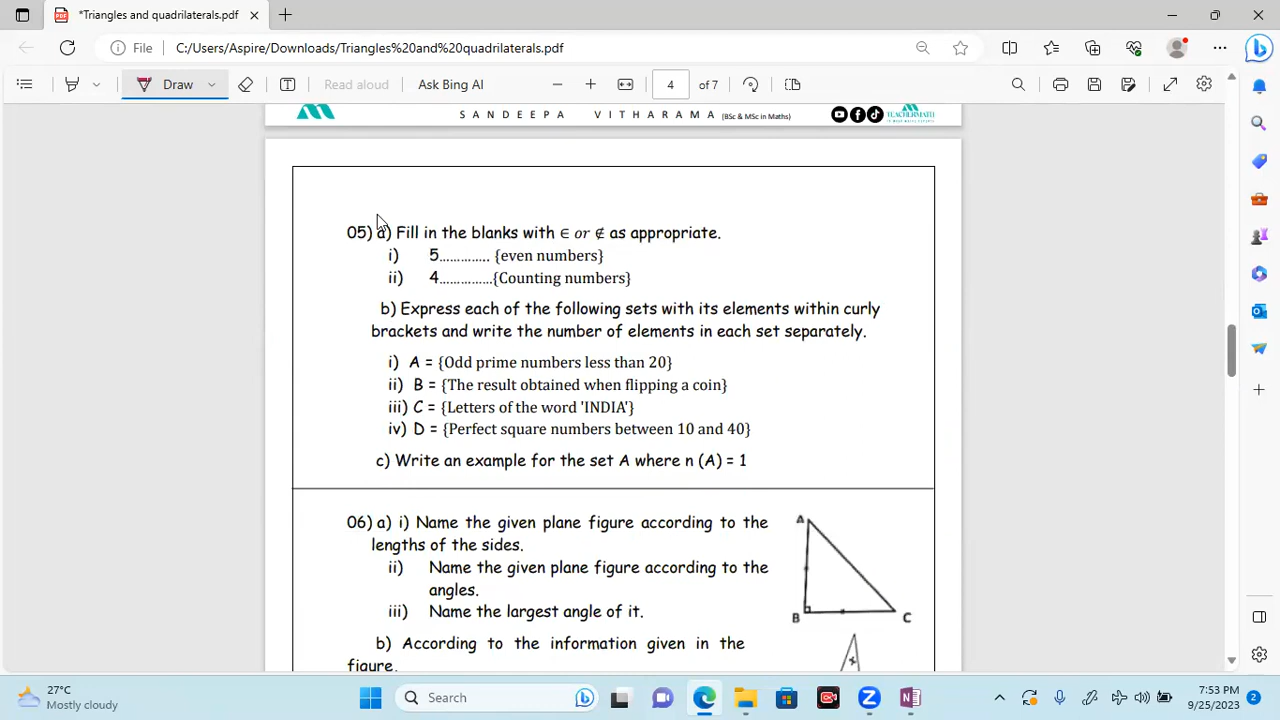 *Triangles and quadrilaterals.pdf
File C:/Users/Aspire/Downloads/Triangles%20and%20quadrilaterals.pdf
Draw Read aloud Ask Bing AI 4 of 7
SANDEEPA VITHARAMA (BSc & MSc in Maths)
05) a) Fill in the blanks with ∈ or ∉ as appropriate.
i) 5............. {even numbers}
ii) 4..............{Counting numbers}
b) Express each of the following sets with its elements within curly
brackets and write the number of elements in each set separately.
i) A = {Odd prime numbers less than 20}
ii) B = {The result obtained when flipping a coin}
iii) C = {Letters of the word 'INDIA'}
iv) D = {Perfect square numbers between 10 and 40}
c) Write an example for the set A where n (A) = 1
06) a) i) Name the given plane figure according to the
lengths of the sides.
ii) Name the given plane figure according to the
angles.
iii) Name the largest angle of it.
A
B
C
b) According to the information given in the
figure.
x
27°C
Mostly cloudy
Search
7:53 PM
9/25/2023
2